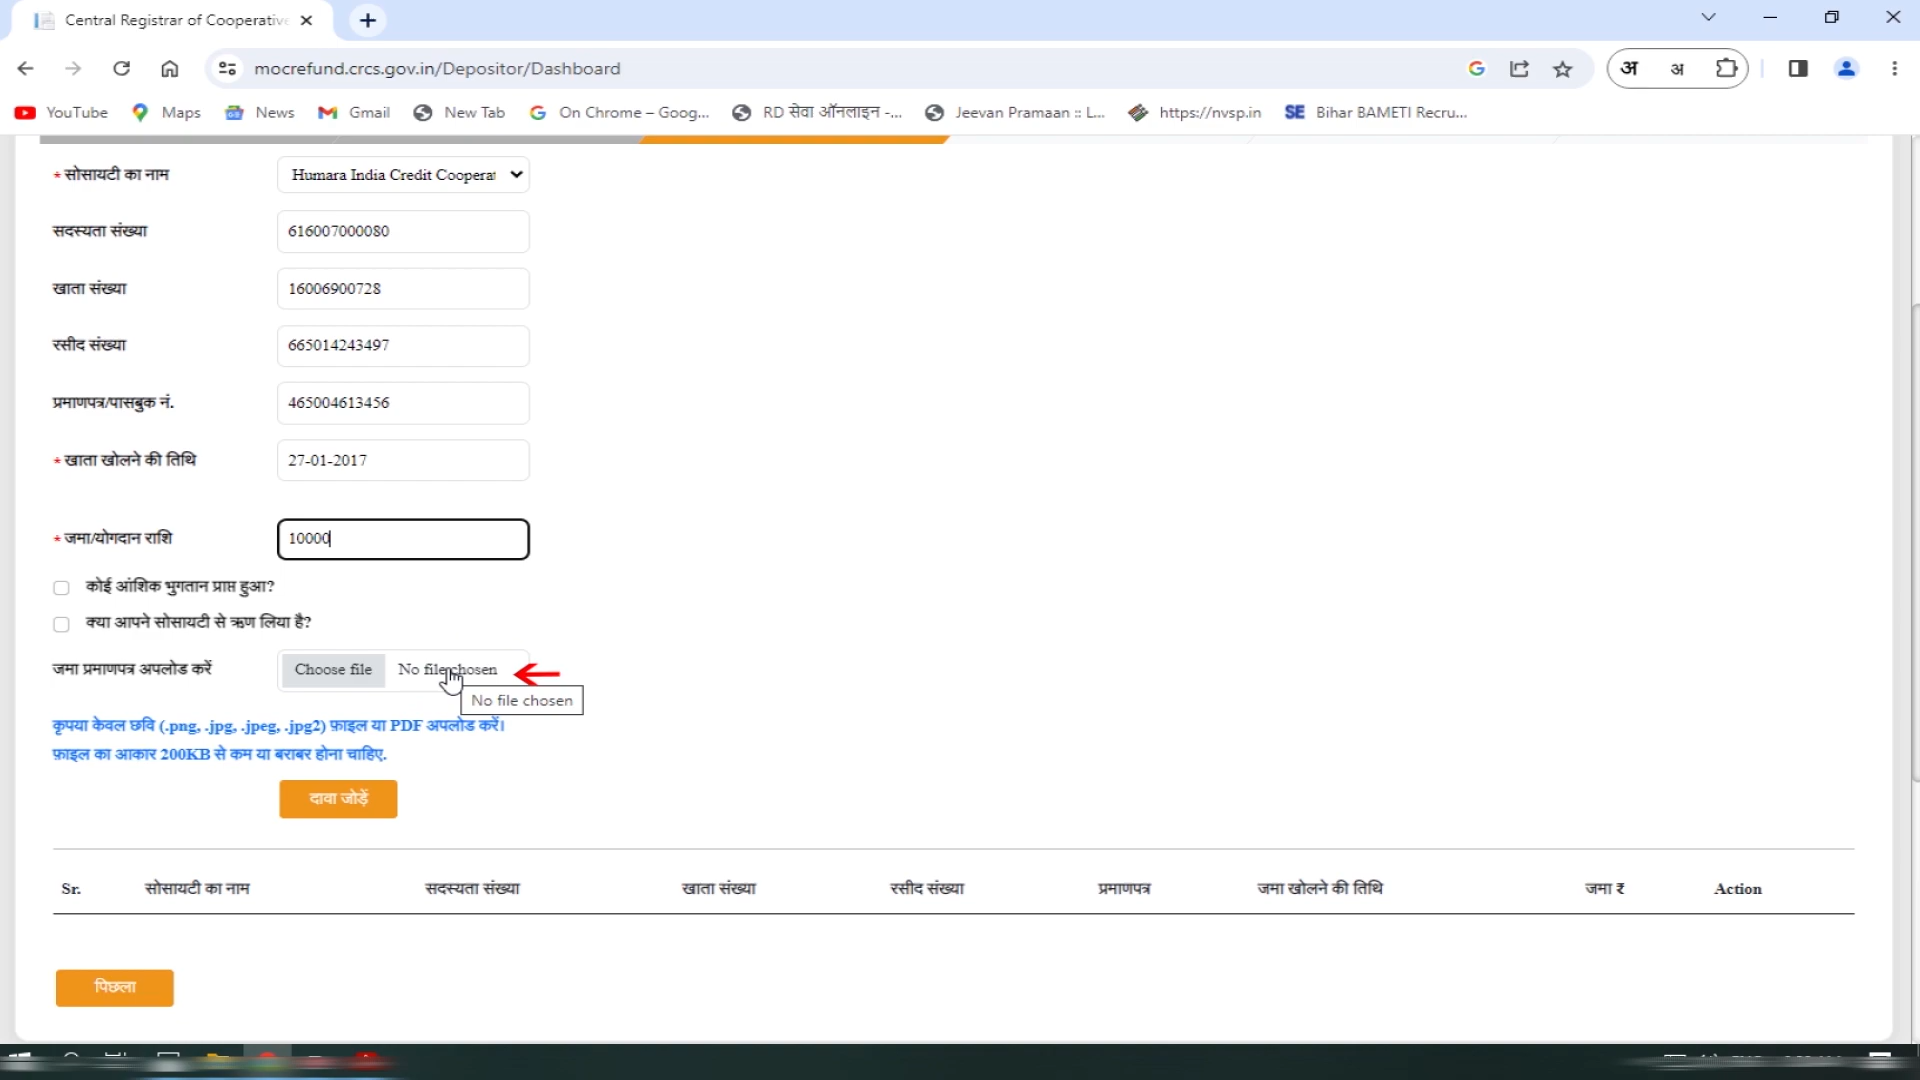 Central Registrar of Cooperativ
mocrefund.crcs.gov.in/Depositor/Dashboard
अ अ
YouTube Maps News Gmail New Tab On Chrome – Goog... RD सेवा ऑनलाइन -... Jeevan Pramaan :: L... https://nvsp.in SE Bihar BAMETI Recru...
* सोसायटी का नाम Humara India Credit Cooperat
सदस्यता संख्या 616007000080
खाता संख्या 16006900728
रसीद संख्या 665014243497
प्रमाणपत्र/पासबुक नं. 465004613456
* खाता खोलने की तिथि 27-01-2017
* जमा/योगदान राशि 10000
कोई आंशिक भुगतान प्राप्त हुआ?
क्या आपने सोसायटी से ऋण लिया है?
जमा प्रमाणपत्र अपलोड करें Choose file No file chosen
No file chosen
कृपया केवल छवि (.png, .jpg, .jpeg, .jpg2) फ़ाइल या PDF अपलोड करें।
फ़ाइल का आकार 200KB से कम या बराबर होना चाहिए.
दावा जोड़ें
Sr. सोसायटी का नाम सदस्यता संख्या खाता संख्या रसीद संख्या प्रमाणपत्र जमा खोलने की तिथि जमा ₹ Action
पिछला